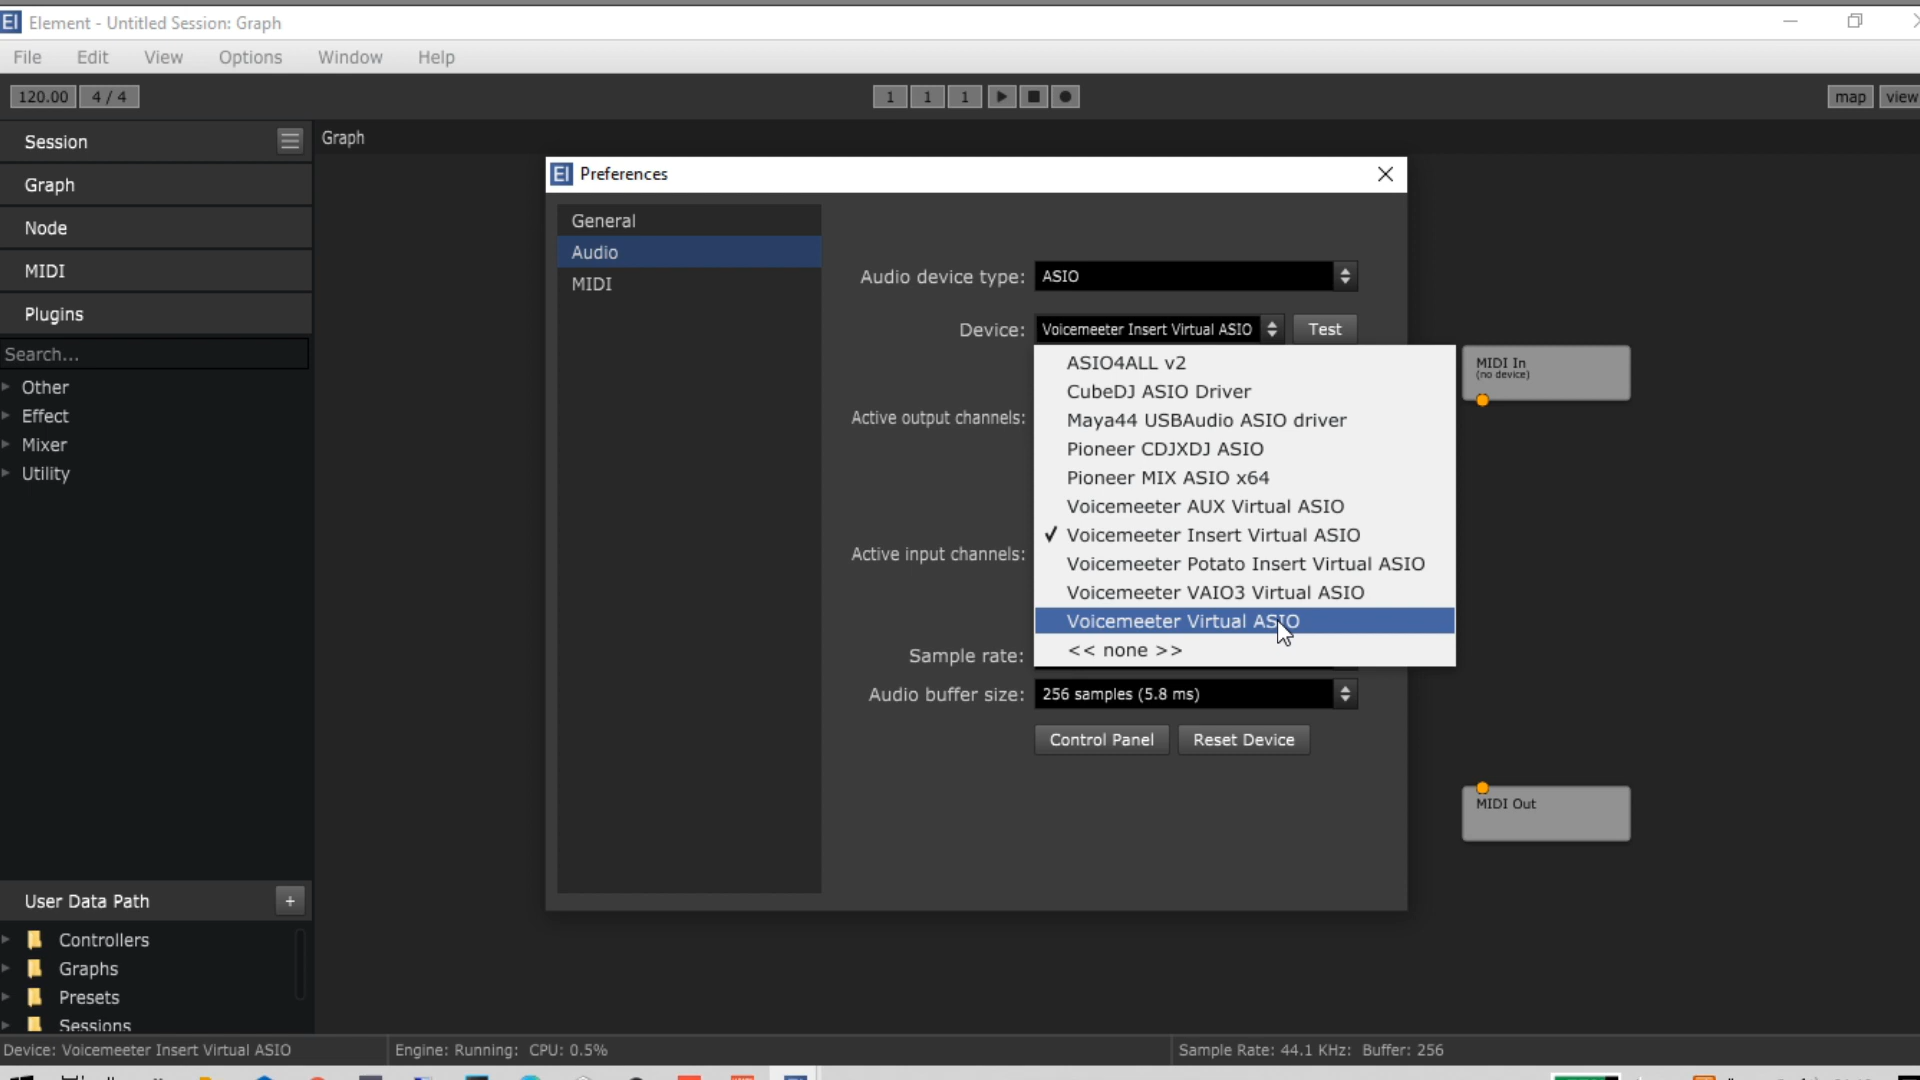 El Element - Untitled Session: Graph
File Edit View Options Window Help
120.00 4 / 4 1 1 1 map view
Session
Graph
Graph
Node
MIDI
Plugins
Search...
Other
Effect
Mixer
Utility
El Preferences
General
Audio
MIDI
Audio device type: ASIO
Device: Voicemeeter Insert Virtual ASIO Test
ASIO4ALL v2
CubeDJ ASIO Driver
Maya44 USBAudio ASIO driver
Pioneer CDJXDJ ASIO
Pioneer MIX ASIO x64
Voicemeeter AUX Virtual ASIO
✓ Voicemeeter Insert Virtual ASIO
Voicemeeter Potato Insert Virtual ASIO
Voicemeeter VAIO3 Virtual ASIO
Voicemeeter Virtual ASIO
<< none >>
Active output channels:
Active input channels:
Sample rate:
Audio buffer size: 256 samples (5.8 ms)
Control Panel Reset Device
MIDI In
(no device)
MIDI Out
User Data Path +
Controllers
Graphs
Presets
Sessions
Device: Voicemeeter Insert Virtual ASIO Engine: Running: CPU: 0.5% Sample Rate: 44.1 KHz: Buffer: 256